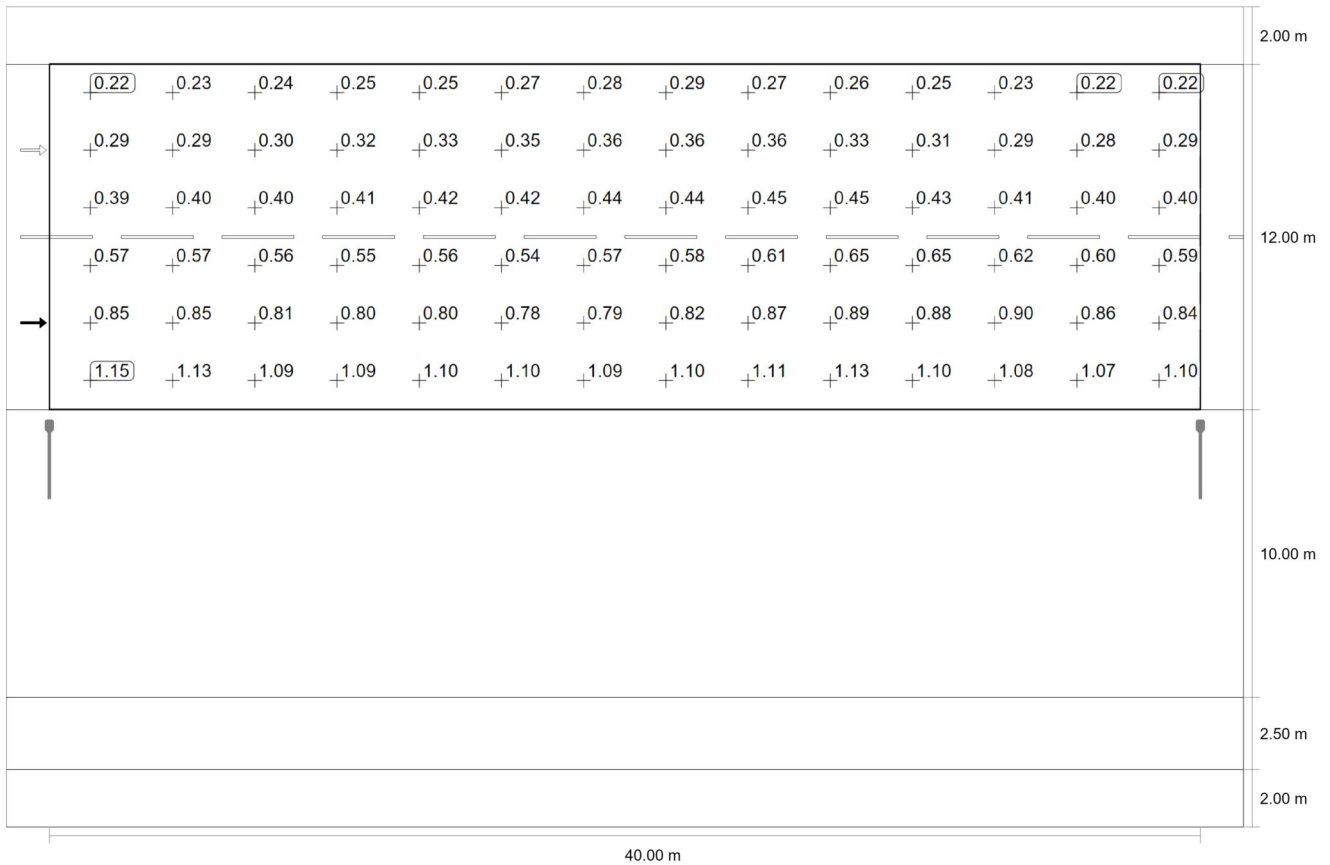 2.00 m
0.22 0.23 0.24 0.25 0.25 0.27 0.28 0.29 0.27 0.26 0.25 0.23 0.22 0.22
0.29 0.29 0.30 0.32 0.33 0.35 0.36 0.36 0.36 0.33 0.31 0.29 0.28 0.29
0.39 0.40 0.40 0.41 0.42 0.42 0.44 0.44 0.45 0.45 0.43 0.41 0.40 0.40
12.00 m
0.57 0.57 0.56 0.55 0.56 0.54 0.57 0.58 0.61 0.65 0.65 0.62 0.60 0.59
0.85 0.85 0.81 0.80 0.80 0.78 0.79 0.82 0.87 0.89 0.88 0.90 0.86 0.84
1.15 1.13 1.09 1.09 1.10 1.10 1.09 1.10 1.11 1.13 1.10 1.08 1.07 1.10
10.00 m
2.50 m
2.00 m
40.00 m